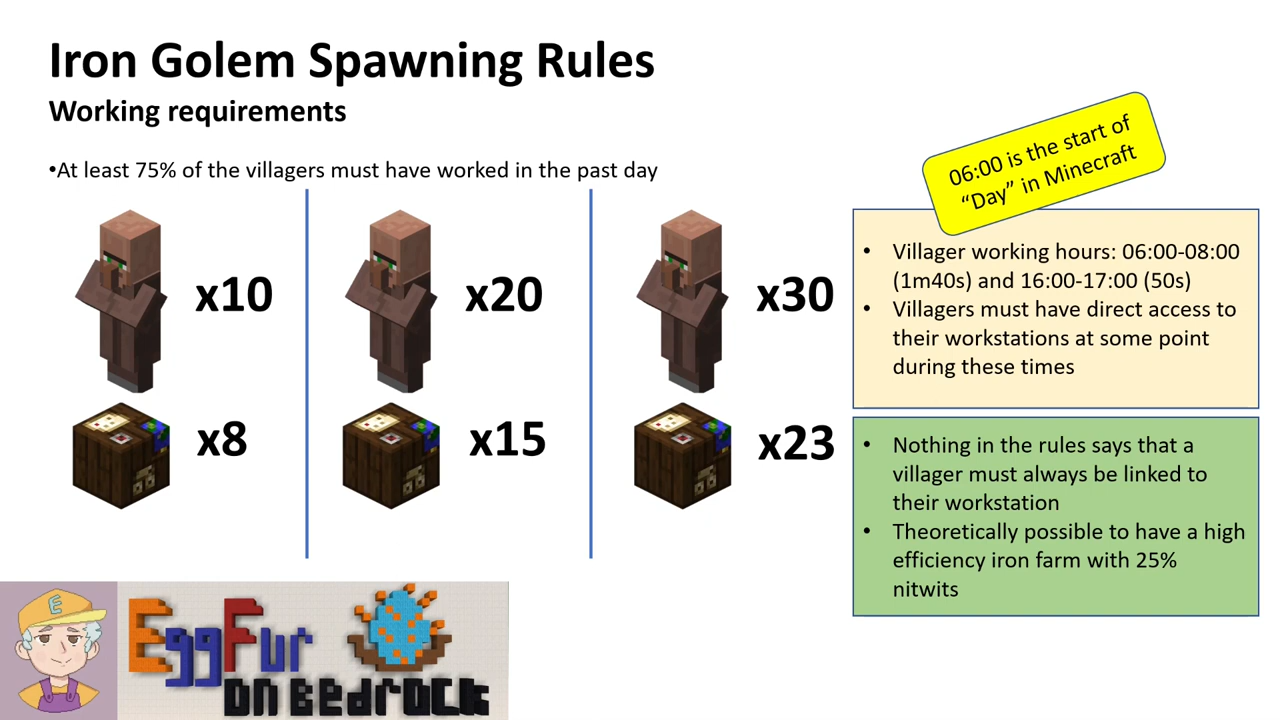 Iron Golem Spawning Rules
Working requirements
•At least 75% of the villagers must have worked in the past day
x10
x20
x30
x8
x15
x23
06:00 is the start of
“Day” in Minecraft
• Villager working hours: 06:00-08:00
(1m40s) and 16:00-17:00 (50s)
• Villagers must have direct access to
their workstations at some point
during these times
• Nothing in the rules says that a
villager must always be linked to
their workstation
• Theoretically possible to have a high
efficiency iron farm with 25%
nitwits
E
EggFur
on Bedrock